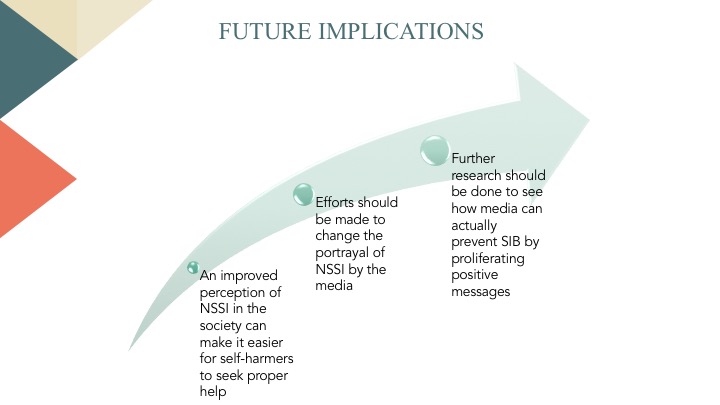 FUTURE IMPLICATIONS
An improved
perception of
NSSI in the
society can
make it easier
for self-harmers
to seek proper
help
Efforts should
be made to
change the
portrayal of
NSSI by the
media
Further
research should
be done to see
how media can
actually
prevent SIB by
proliferating
positive
messages